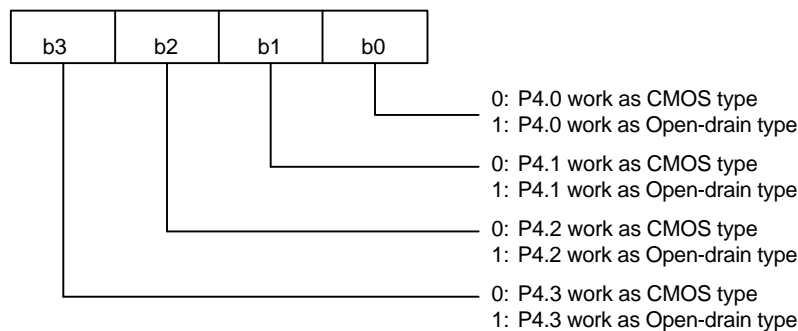 b3 b2 b1 b0
0: P4.0 work as CMOS type
1: P4.0 work as Open-drain type
0: P4.1 work as CMOS type
1: P4.1 work as Open-drain type
0: P4.2 work as CMOS type
1: P4.2 work as Open-drain type
0: P4.3 work as CMOS type
1: P4.3 work as Open-drain type